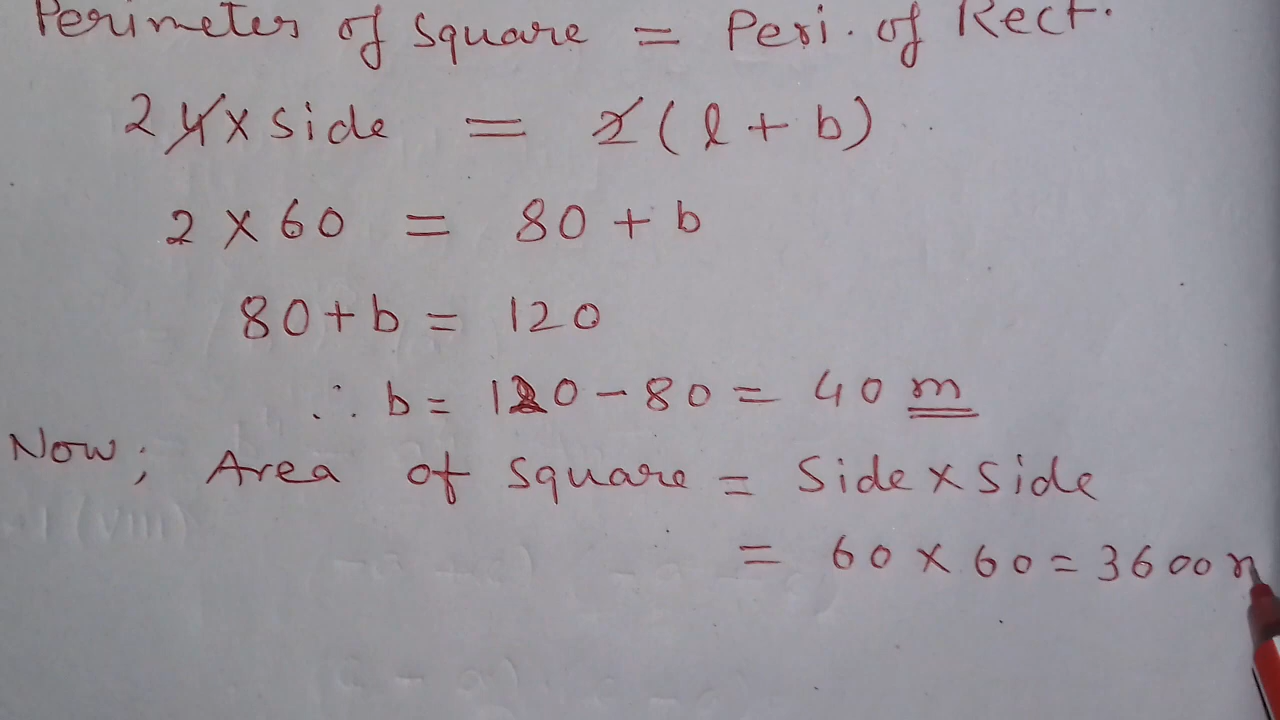 Perimeter of Square = Peri. of Rect.
2 4 x side = 2 ( l + b )
2 x 60 = 80 + b
80 + b = 120
∴ b = 120 - 80 = 40 m
Now; Area of square = Side x side
= 60 x 60 = 3600 m